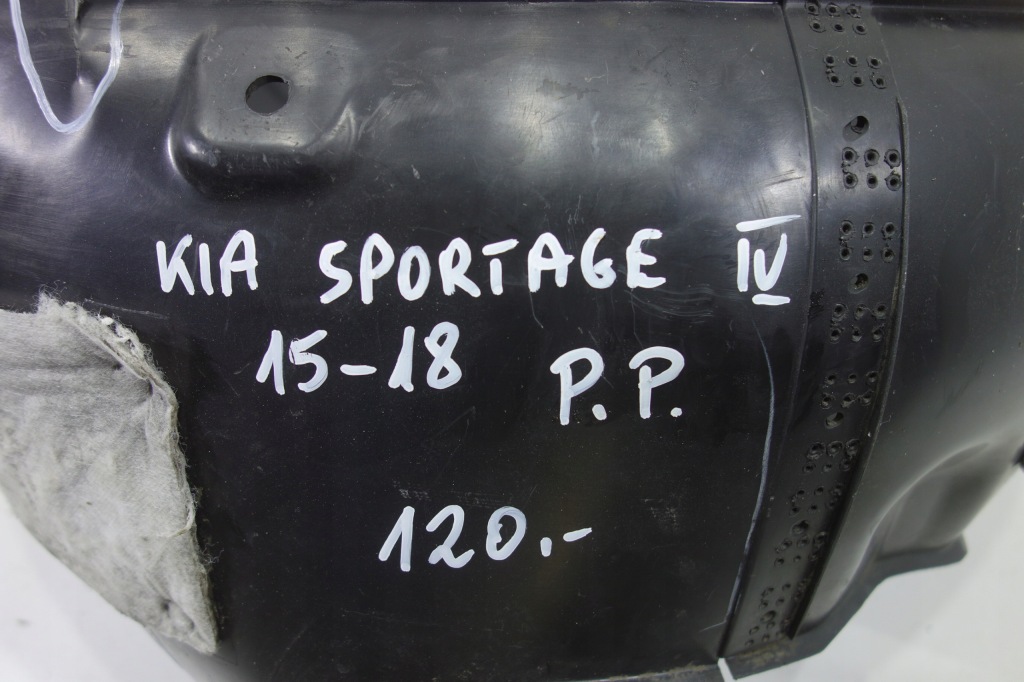 KIA SPORTAGE IV
15-18 P.P.
120.-